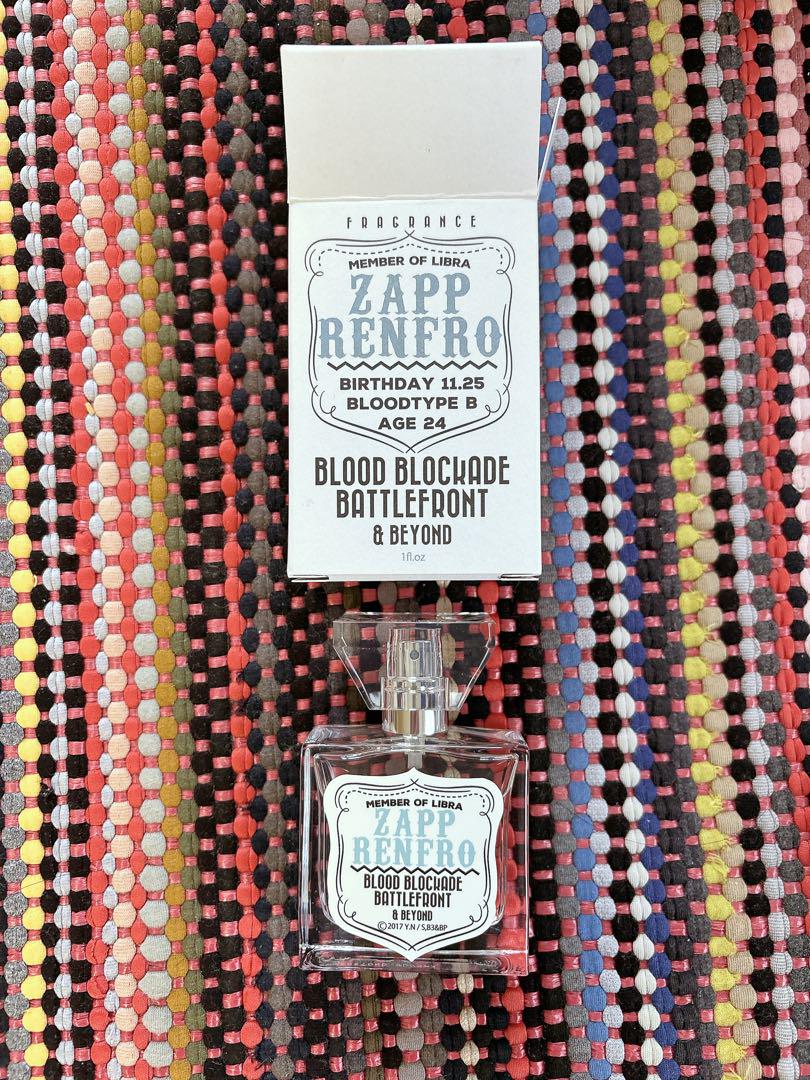 FRAGRANCE
MEMBER OF LIBRA
ZAPP
RENFRO
BIRTHDAY 11.25
BLOODTYPE B
AGE 24
BLOOD BLOCKADE
BATTLEFRONT
& BEYOND
1fl.oz
MEMBER OF LIBRA
ZAPP
RENFRO
BLOOD BLOCKADE
BATTLEFRONT
& BEYOND
©2017 Y.N / S,B3&BP